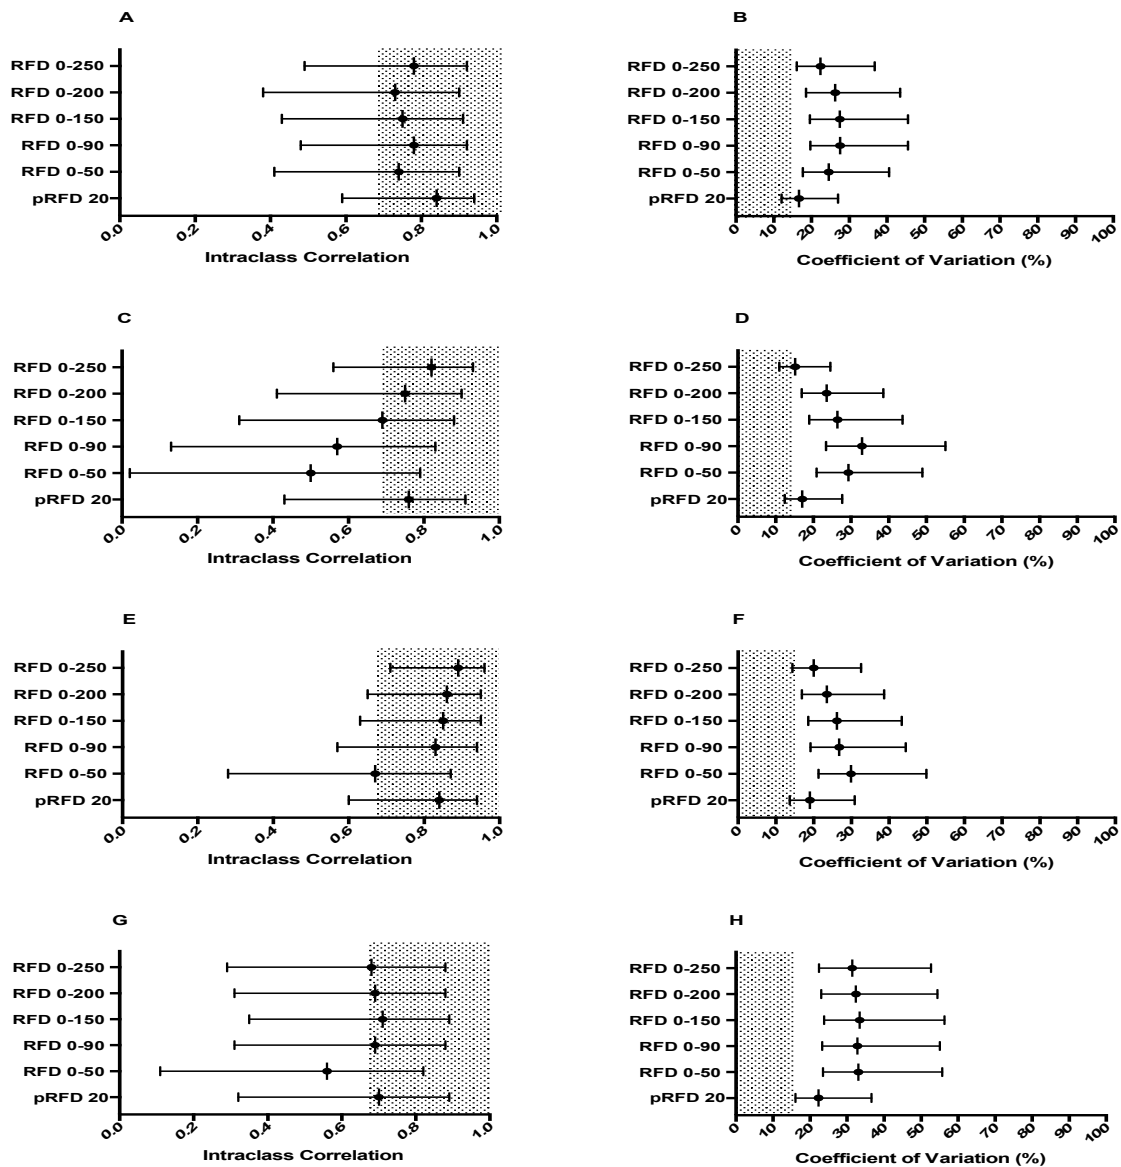 A
RFD 0-250
RFD 0-200
RFD 0-150
RFD 0-90
RFD 0-50
pRFD 20
0.0 0.2 0.4 0.6 0.8 1.0
Intraclass Correlation
B
RFD 0-250
RFD 0-200
RFD 0-150
RFD 0-90
RFD 0-50
pRFD 20
0 10 20 30 40 50 60 70 80 90 100
Coefficient of Variation (%)
C
RFD 0-250
RFD 0-200
RFD 0-150
RFD 0-90
RFD 0-50
pRFD 20
0.0 0.2 0.4 0.6 0.8 1.0
Intraclass Correlation
D
RFD 0-250
RFD 0-200
RFD 0-150
RFD 0-90
RFD 0-50
pRFD 20
0 10 20 30 40 50 60 70 80 90 100
Coefficient of Variation (%)
E
RFD 0-250
RFD 0-200
RFD 0-150
RFD 0-90
RFD 0-50
pRFD 20
0.0 0.2 0.4 0.6 0.8 1.0
Intraclass Correlation
F
RFD 0-250
RFD 0-200
RFD 0-150
RFD 0-90
RFD 0-50
pRFD 20
0 10 20 30 40 50 60 70 80 90 100
Coefficient of Variation (%)
G
RFD 0-250
RFD 0-200
RFD 0-150
RFD 0-90
RFD 0-50
pRFD 20
0.0 0.2 0.4 0.6 0.8 1.0
Intraclass Correlation
H
RFD 0-250
RFD 0-200
RFD 0-150
RFD 0-90
RFD 0-50
pRFD 20
0 10 20 30 40 50 60 70 80 90 100
Coefficient of Variation (%)